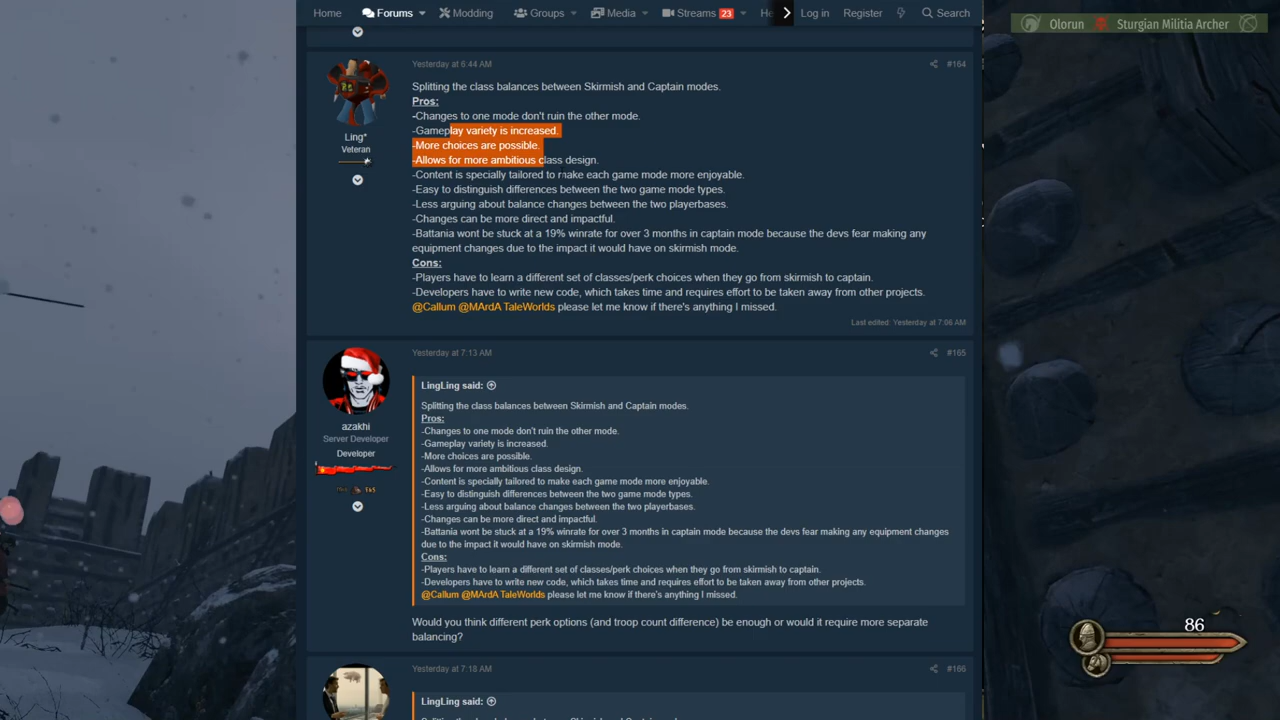 Home Forums Modding Groups Media Streams 23 He Log in Register Search
Olorun Sturgian Militia Archer
Yesterday at 6:44 AM #164
Ling*
Veteran
Splitting the class balances between Skirmish and Captain modes.
Pros:
-Changes to one mode don't ruin the other mode.
-Gameplay variety is increased.
-More choices are possible.
-Allows for more ambitious class design.
-Content is specially tailored to make each game mode more enjoyable.
-Easy to distinguish differences between the two game mode types.
-Less arguing about balance changes between the two playerbases.
-Changes can be more direct and impactful.
-Battania wont be stuck at a 19% winrate for over 3 months in captain mode because the devs fear making any
equipment changes due to the impact it would have on skirmish mode.
Cons:
-Players have to learn a different set of classes/perk choices when they go from skirmish to captain.
-Developers have to write new code, which takes time and requires effort to be taken away from other projects.
@Callum @MArdA TaleWorlds please let me know if there's anything I missed.
Last edited: Yesterday at 7:06 AM
Yesterday at 7:13 AM #165
azakhi
Server Developer
Developer
LingLing said:
Splitting the class balances between Skirmish and Captain modes.
Pros:
-Changes to one mode don't ruin the other mode.
-Gameplay variety is increased.
-More choices are possible.
-Allows for more ambitious class design.
-Content is specially tailored to make each game mode more enjoyable.
-Easy to distinguish differences between the two game mode types.
-Less arguing about balance changes between the two playerbases.
-Changes can be more direct and impactful.
-Battania wont be stuck at a 19% winrate for over 3 months in captain mode because the devs fear making any equipment changes
due to the impact it would have on skirmish mode.
Cons:
-Players have to learn a different set of classes/perk choices when they go from skirmish to captain.
-Developers have to write new code, which takes time and requires effort to be taken away from other projects.
@Callum @MArdA TaleWorlds please let me know if there's anything I missed.
Would you think different perk options (and troop count difference) be enough or would it require more separate
balancing?
86
Yesterday at 7:18 AM #166
LingLing said: